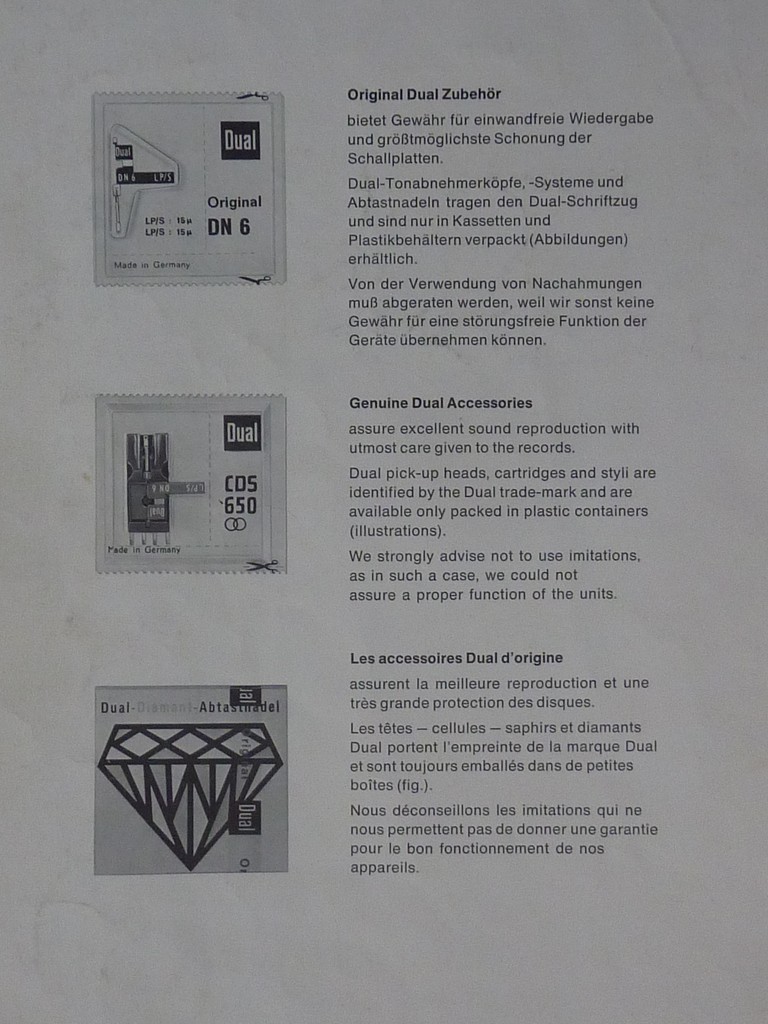 Original Dual Zubehör
bietet Gewähr für einwandfreie Wiedergabe
und größtmöglichste Schonung der
Schallplatten.
Dual-Tonabnehmerköpfe, -Systeme und
Abtastnadeln tragen den Dual-Schriftzug
und sind nur in Kassetten und
Plastikbehältern verpackt (Abbildungen)
erhältlich.
Von der Verwendung von Nachahmungen
muß abgeraten werden, weil wir sonst keine
Gewähr für eine störungsfreie Funktion der
Geräte übernehmen können.
Dual
Dual
DN 6 LP/S
Original
DN 6
LP/S : 15µ
LP/S : 15µ
Made in Germany
Genuine Dual Accessories
assure excellent sound reproduction with
utmost care given to the records.
Dual pick-up heads, cartridges and styli are
identified by the Dual trade-mark and are
available only packed in plastic containers
(illustrations).
We strongly advise not to use imitations,
as in such a case, we could not
assure a proper function of the units.
Dual
CDS
650
DN 6 LP/S
Dual
Made in Germany
Les accessoires Dual d'origine
assurent la meilleure reproduction et une
très grande protection des disques.
Les têtes — cellules — saphirs et diamants
Dual portent l'empreinte de la marque Dual
et sont toujours emballés dans de petites
boîtes (fig.).
Nous déconseillons les imitations qui ne
nous permettent pas de donner une garantie
pour le bon fonctionnement de nos
appareils.
Dual-Diamant-Abtastnadel
ual
Original
Dual
Or